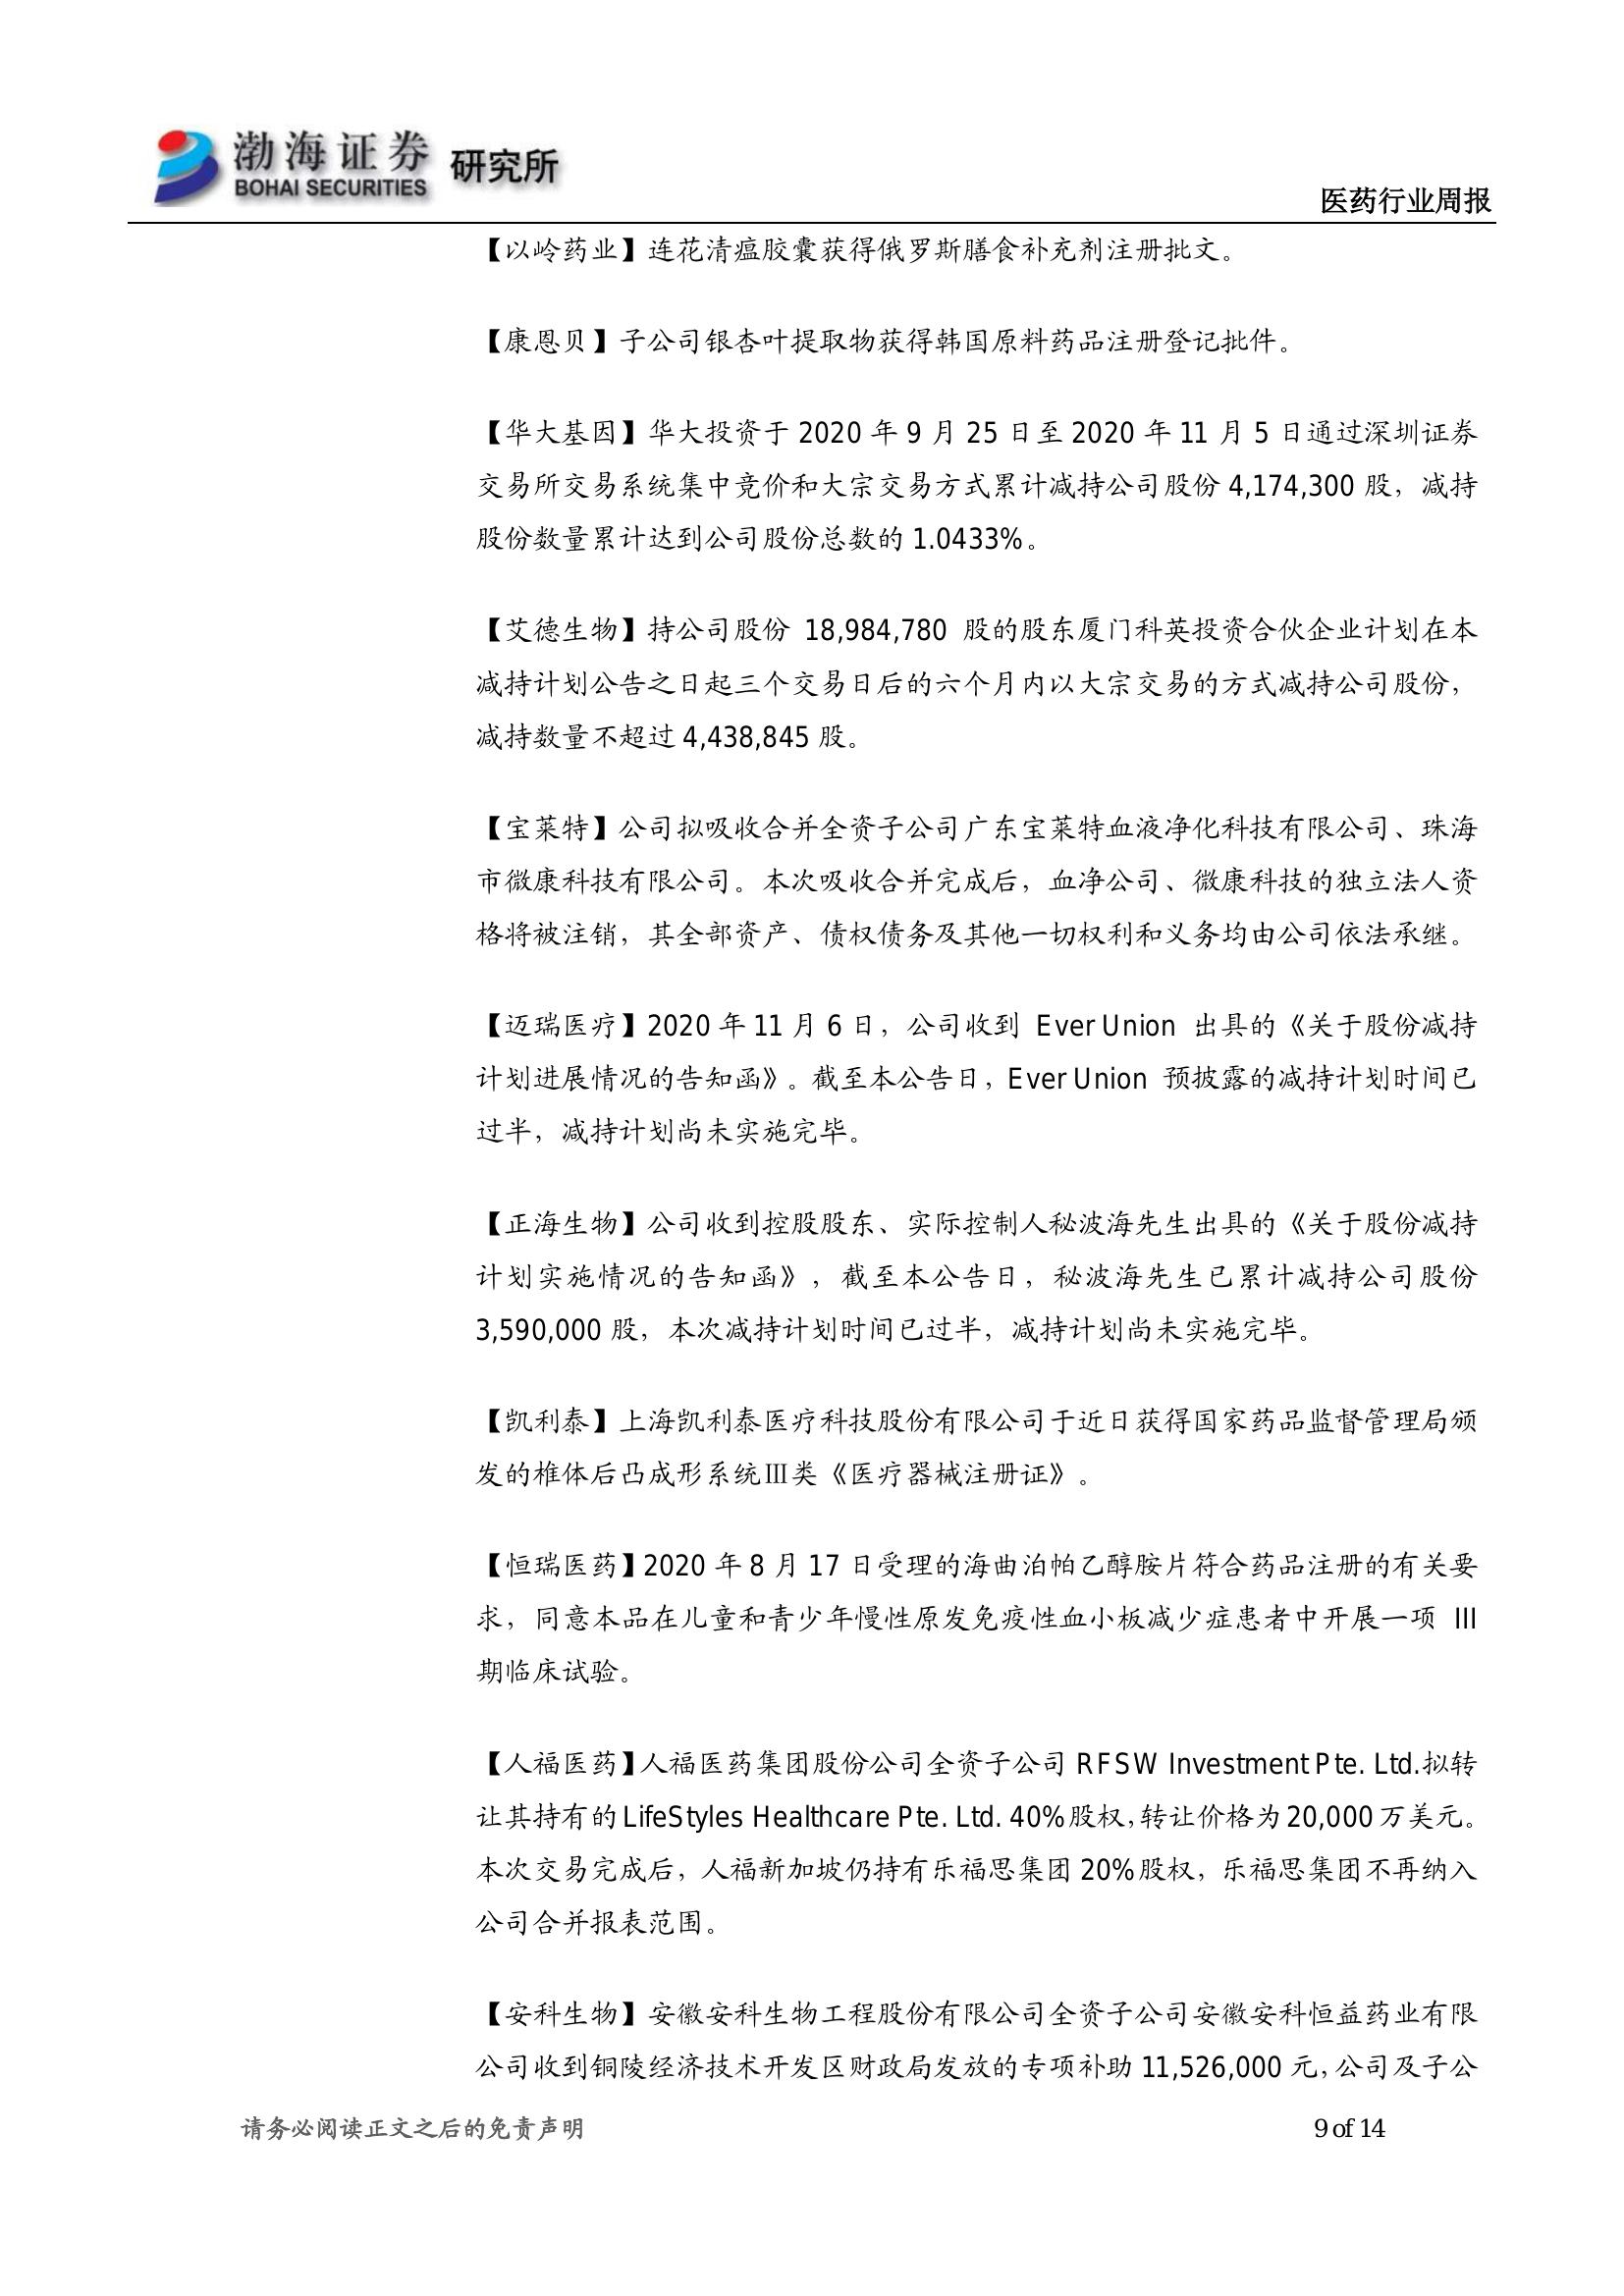 渤海证券 研究所
BOHAI SECURITIES
医药行业周报
【以岭药业】连花清瘟胶囊获得俄罗斯膳食补充剂注册批文。
【康恩贝】子公司银杏叶提取物获得韩国原料药品注册登记批件。
【华大基因】华大投资于 2020 年 9 月 25 日至 2020 年 11 月 5 日通过深圳证券
交易所交易系统集中竞价和大宗交易方式累计减持公司股份 4,174,300 股，减持
股份数量累计达到公司股份总数的 1.0433%。
【艾德生物】持公司股份 18,984,780 股的股东厦门科英投资合伙企业计划在本
减持计划公告之日起三个交易日后的六个月内以大宗交易的方式减持公司股份，
减持数量不超过 4,438,845 股。
【宝莱特】公司拟吸收合并全资子公司广东宝莱特血液净化科技有限公司、珠海
市微康科技有限公司。本次吸收合并完成后，血净公司、微康科技的独立法人资
格将被注销，其全部资产、债权债务及其他一切权利和义务均由公司依法承继。
【迈瑞医疗】2020 年 11 月 6 日，公司收到 Ever Union 出具的《关于股份减持
计划进展情况的告知函》。截至本公告日，Ever Union 预披露的减持计划时间已
过半，减持计划尚未实施完毕。
【正海生物】公司收到控股股东、实际控制人秘波海先生出具的《关于股份减持
计划实施情况的告知函》，截至本公告日，秘波海先生已累计减持公司股份
3,590,000 股，本次减持计划时间已过半，减持计划尚未实施完毕。
【凯利泰】上海凯利泰医疗科技股份有限公司于近日获得国家药品监督管理局颁
发的椎体后凸成形系统Ⅲ类《医疗器械注册证》。
【恒瑞医药】2020 年 8 月 17 日受理的海曲泊帕乙醇胺片符合药品注册的有关要
求，同意本品在儿童和青少年慢性原发免疫性血小板减少症患者中开展一项 III
期临床试验。
【人福医药】人福医药集团股份公司全资子公司 RFSW Investment Pte. Ltd.拟转
让其持有的 LifeStyles Healthcare Pte. Ltd. 40%股权，转让价格为 20,000 万美元。
本次交易完成后，人福新加坡仍持有乐福思集团 20%股权，乐福思集团不再纳入
公司合并报表范围。
【安科生物】安徽安科生物工程股份有限公司全资子公司安徽安科恒益药业有限
公司收到铜陵经济技术开发区财政局发放的专项补助 11,526,000 元，公司及子公
请务必阅读正文之后的免责声明
9 of 14